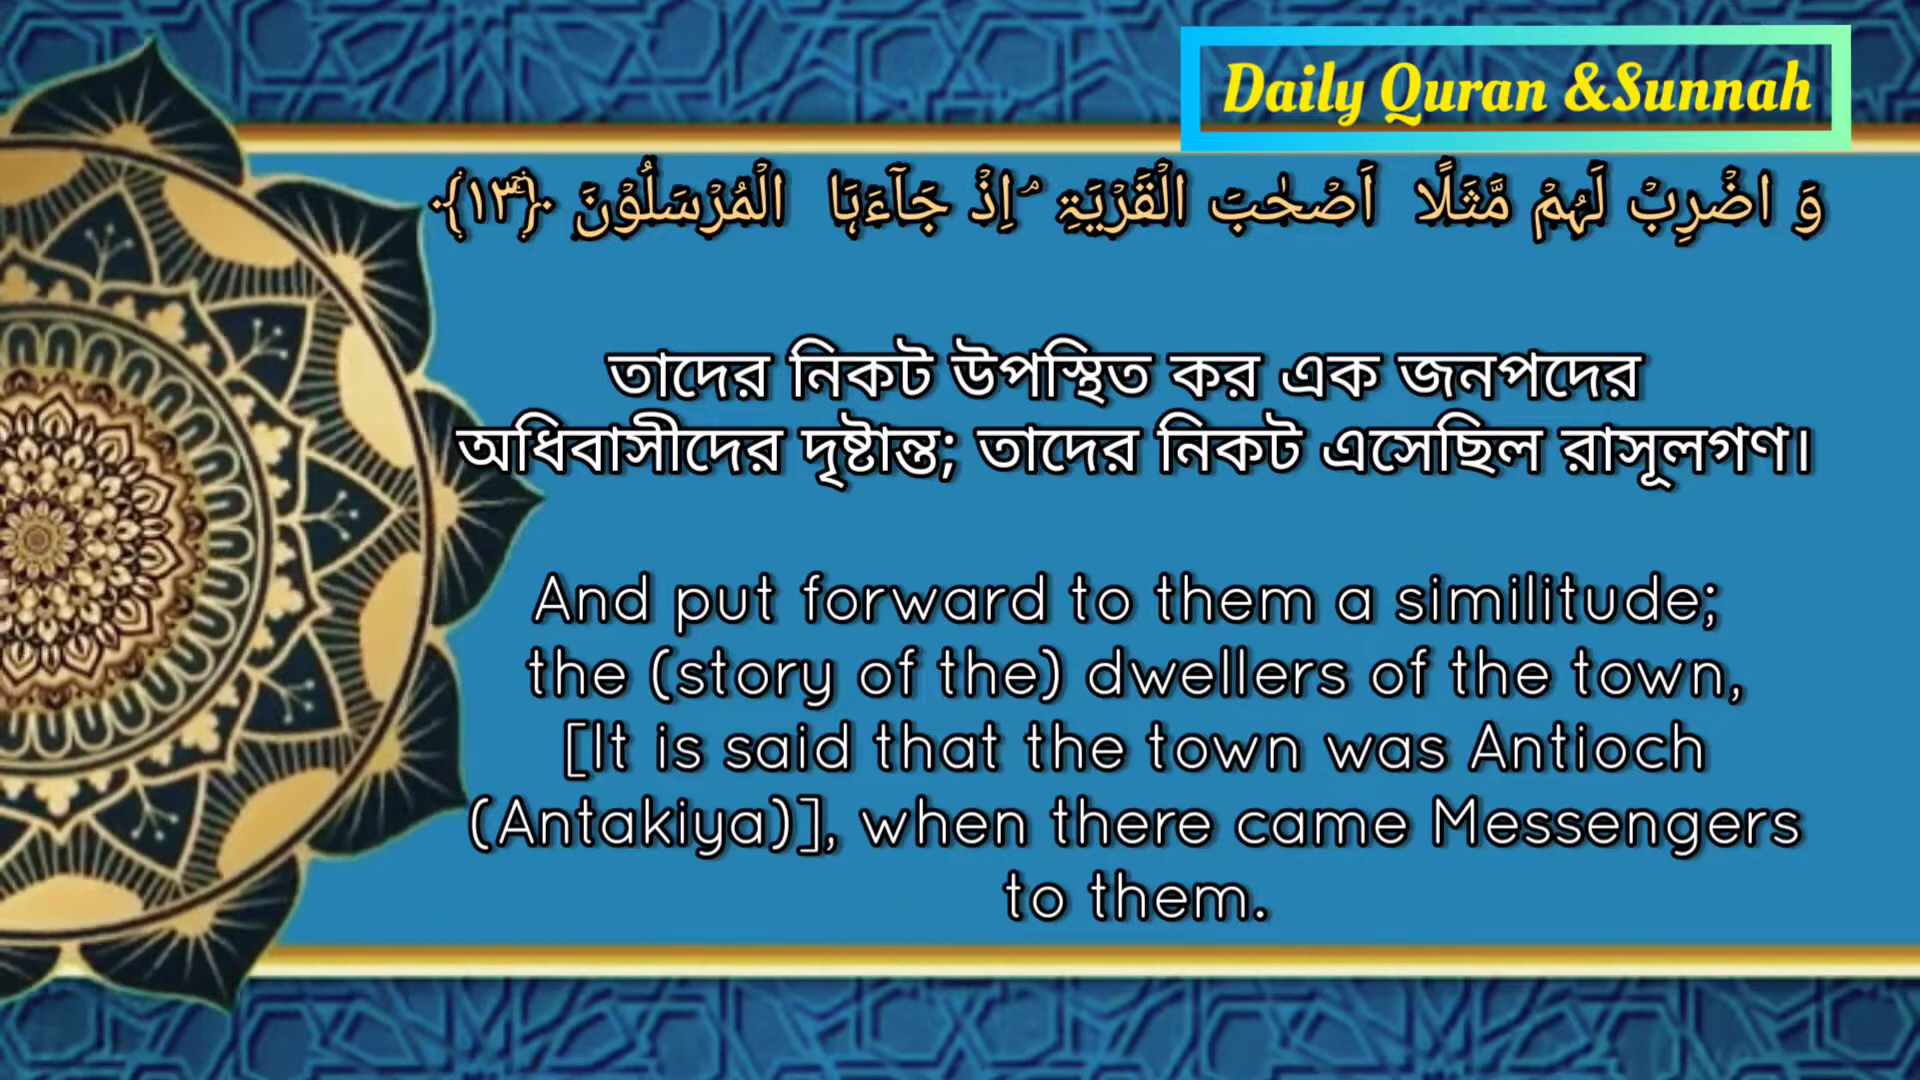 Daily Quran &Sunnah
وَ اضْرِبْ لَہُمْ مَّثَلًا اَصْحٰبَ الْقَرْیَۃِ ۘ اِذْ جَآءَہَا الْمُرْسَلُوْنَ ﴿ۚ۱۳﴾
তাদের নিকট উপস্থিত কর এক জনপদের
অধিবাসীদের দৃষ্টান্ত; তাদের নিকট এসেছিল রাসূলগণ।
And put forward to them a similitude;
the (story of the) dwellers of the town,
[It is said that the town was Antioch
(Antakiya)], when there came Messengers
to them.